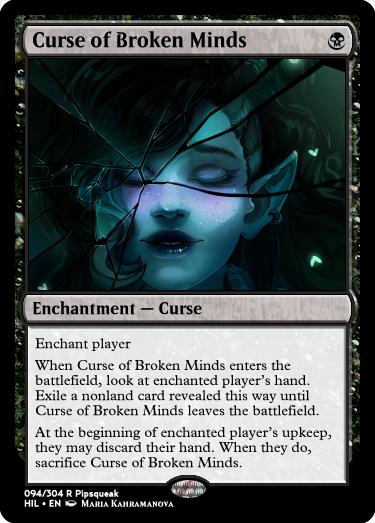 Curse of Broken Minds
Enchantment — Curse
Enchant player
When Curse of Broken Minds enters the
battlefield, look at enchanted player's hand.
Exile a nonland card revealed this way until
Curse of Broken Minds leaves the battlefield.
At the beginning of enchanted player's upkeep,
they may discard their hand. When they do,
sacrifice Curse of Broken Minds.
094/304 R Pipsqueak
HIL • EN Maria Kahramanova